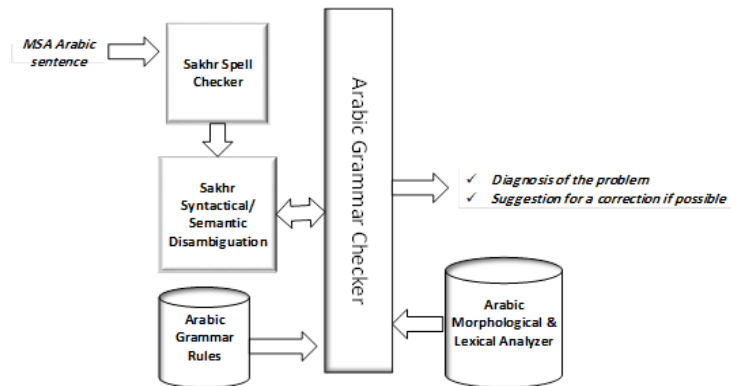 MSA Arabic
sentence
Sakhr Spell
Checker
Sakhr
Syntactical/
Semantic
Disambiguation
Arabic Grammar Checker
✓ Diagnosis of the problem
✓ Suggestion for a correction if possible
Arabic
Grammar
Rules
Arabic
Morphological &
Lexical Analyzer